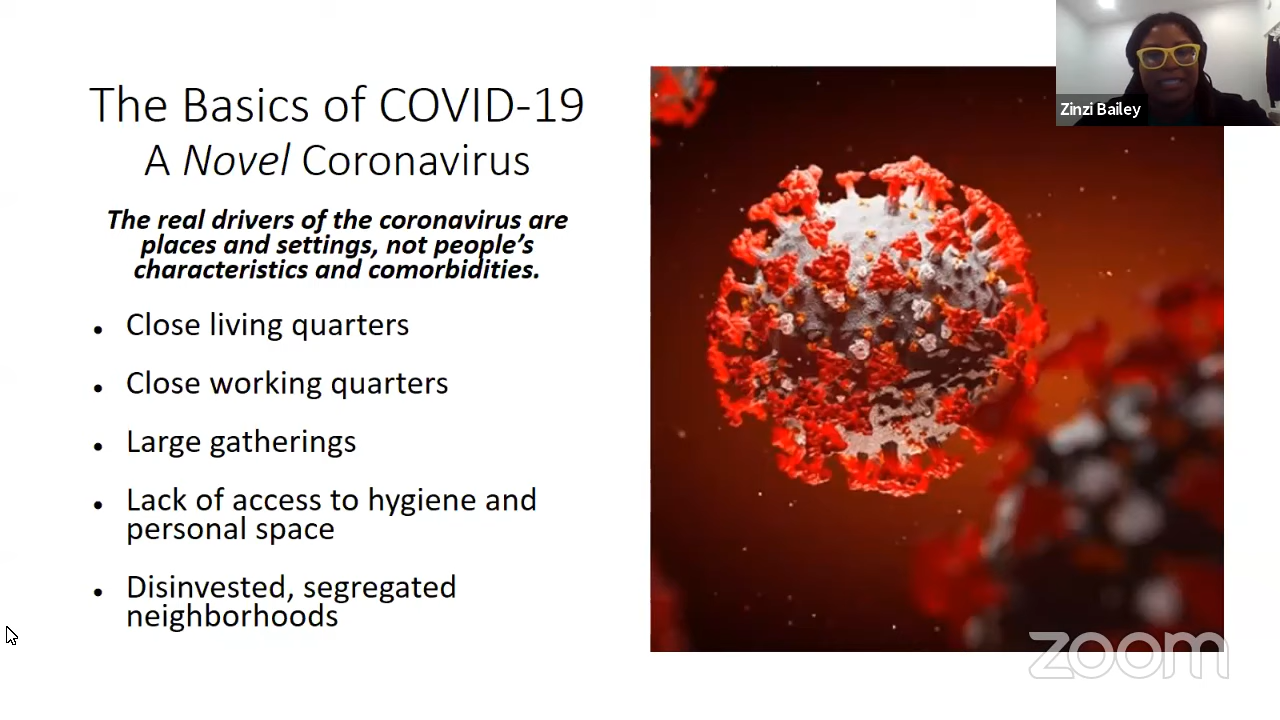 The Basics of COVID-19
A Novel Coronavirus
The real drivers of the coronavirus are
places and settings, not people's
characteristics and comorbidities.
• Close living quarters
• Close working quarters
• Large gatherings
• Lack of access to hygiene and
personal space
• Disinvested, segregated
neighborhoods
Zinzi Bailey
zoom